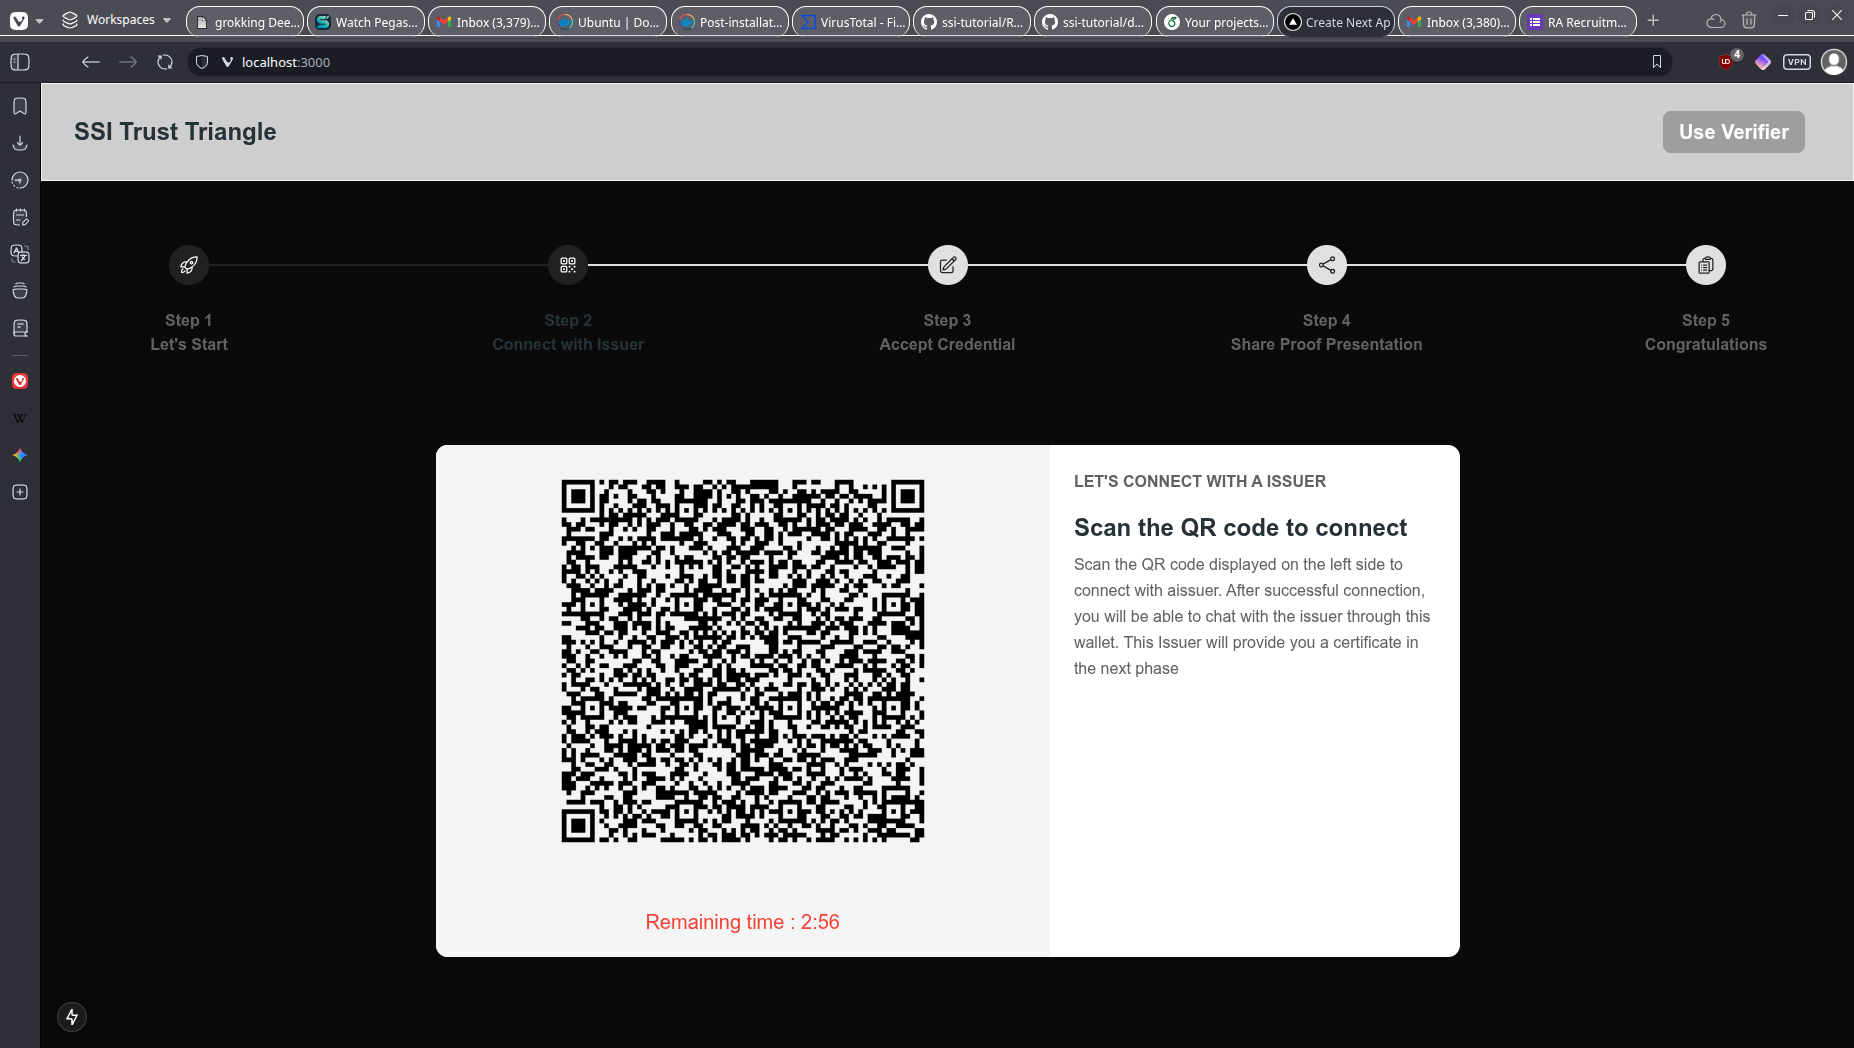 Workspaces
grokking Dee...
Watch Pegas...
Inbox (3,379)...
Ubuntu | Do...
Post-installat...
VirusTotal - Fi...
ssi-tutorial/R...
ssi-tutorial/d...
Your projects...
Create Next Ap
Inbox (3,380)...
RA Recruitm...
localhost:3000
4
VPN
SSI Trust Triangle
Use Verifier
Step 1
Let's Start
Step 2
Connect with Issuer
Step 3
Accept Credential
Step 4
Share Proof Presentation
Step 5
Congratulations
W
LET'S CONNECT WITH A ISSUER
Scan the QR code to connect
Scan the QR code displayed on the left side to
connect with aissuer. After successful connection,
you will be able to chat with the issuer through this
wallet. This Issuer will provide you a certificate in
the next phase
Remaining time : 2:56